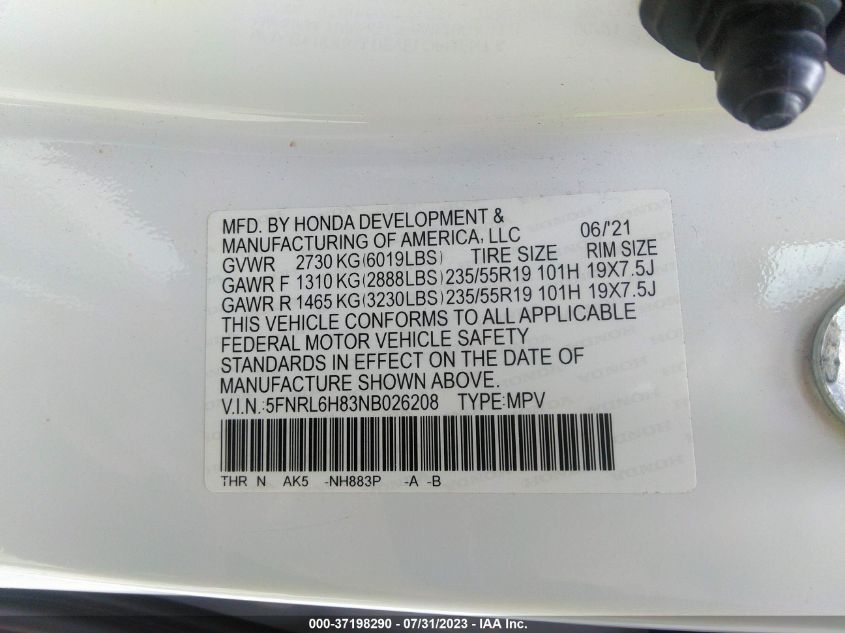 MFD. BY HONDA DEVELOPMENT &
MANUFACTURING OF AMERICA, LLC 06/'21
GVWR 2730 KG(6019LBS) TIRE SIZE RIM SIZE
GAWR F 1310 KG(2888LBS) 235/55R19 101H 19X7.5J
GAWR R 1465 KG(3230LBS) 235/55R19 101H 19X7.5J
THIS VEHICLE CONFORMS TO ALL APPLICABLE
FEDERAL MOTOR VEHICLE SAFETY
STANDARDS IN EFFECT ON THE DATE OF
MANUFACTURE SHOWN ABOVE.
V.I.N.:5FNRL6H83NB026208 TYPE:MPV
THR N AK5 -NH883P -A -B
000-37198290 - 07/31/2023 - IAA Inc.